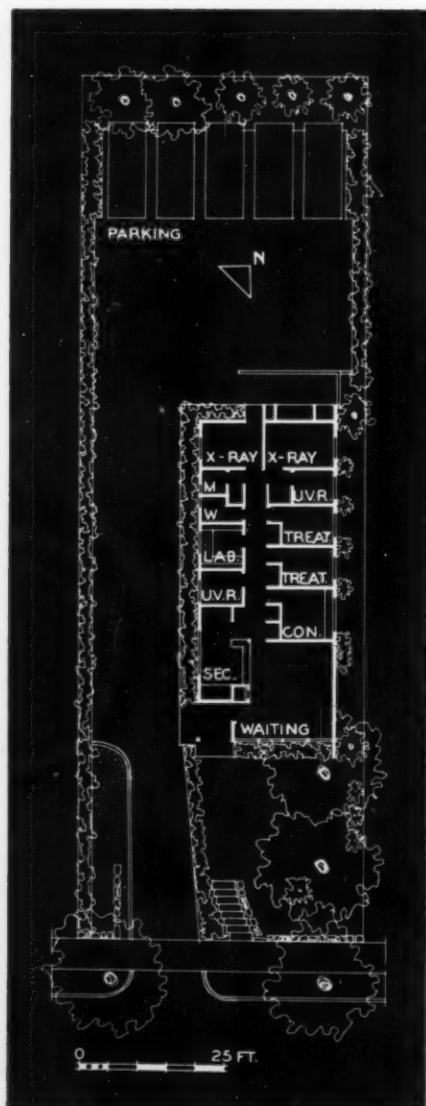 PARKING
N
X-RAY X-RAY
M
U.V.R.
W
TREAT.
LAB.
TREAT.
U.V.R.
CON.
SEC.
WAITING
0 25 FT.